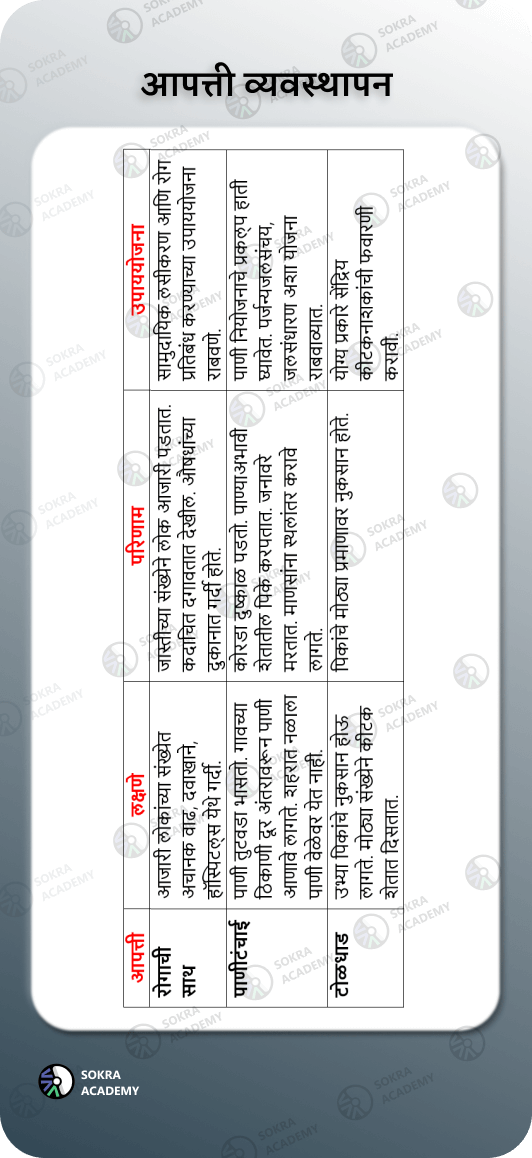 आपत्ती व्यवस्थापन
आपत्ती
लक्षणे
परिणाम
उपाययोजना
रोगाची
साथ
आजारी लोकांच्या संख्येत
अचानक वाढ, दवाखाने,
हॉस्पिटल्स येथे गर्दी.
जास्तीच्या संख्येने लोक आजारी पडतात.
कदाचित दगावतात देखील. औषधांच्या
दुकानात गर्दी होते.
सामुदायिक लसीकरण आणि रोग
प्रतिबंध करण्याच्या उपाययोजना
राबवणे.
पाणीटंचाई
पाणी तुटवडा भासतो. गावच्या
ठिकाणी दूर अंतरावरून पाणी
आणावे लागते. शहरात नळाला
पाणी वेळेवर येत नाही.
कोरडा दुष्काळ पडतो. पाण्याअभावी
शेतातील पिके करपतात. जनावरे
मरतात. माणसांना स्थलांतर करावे
लागते.
पाणी नियोजनाचे प्रकल्प हाती
घ्यावेत. पर्जन्यजलसंचय,
जलसंधारण अशा योजना
राबवाव्यात.
टोळधाड
उभ्या पिकांचे नुकसान होऊ
लागते. मोठ्या संख्येने कीटक
शेतात दिसतात.
पिकांचे मोठ्या प्रमाणावर नुकसान होते.
योग्य प्रकारे सेंद्रिय
कीटकनाशकांची फवारणी
करावी.
SOKRA
ACADEMY